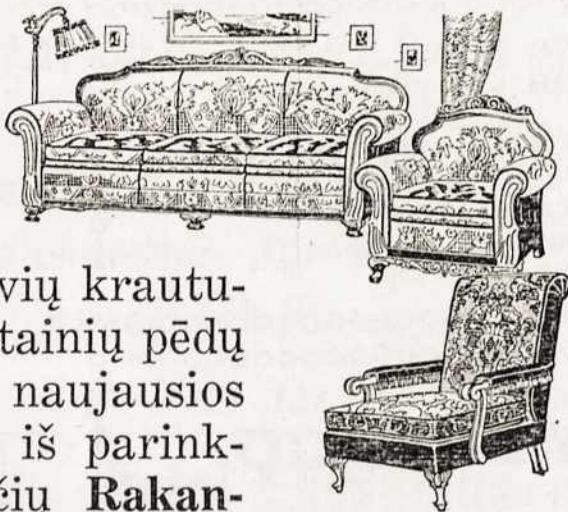 vių krautu-
tainių pēdų
naujausios
iš parink-
čiu Rakan-